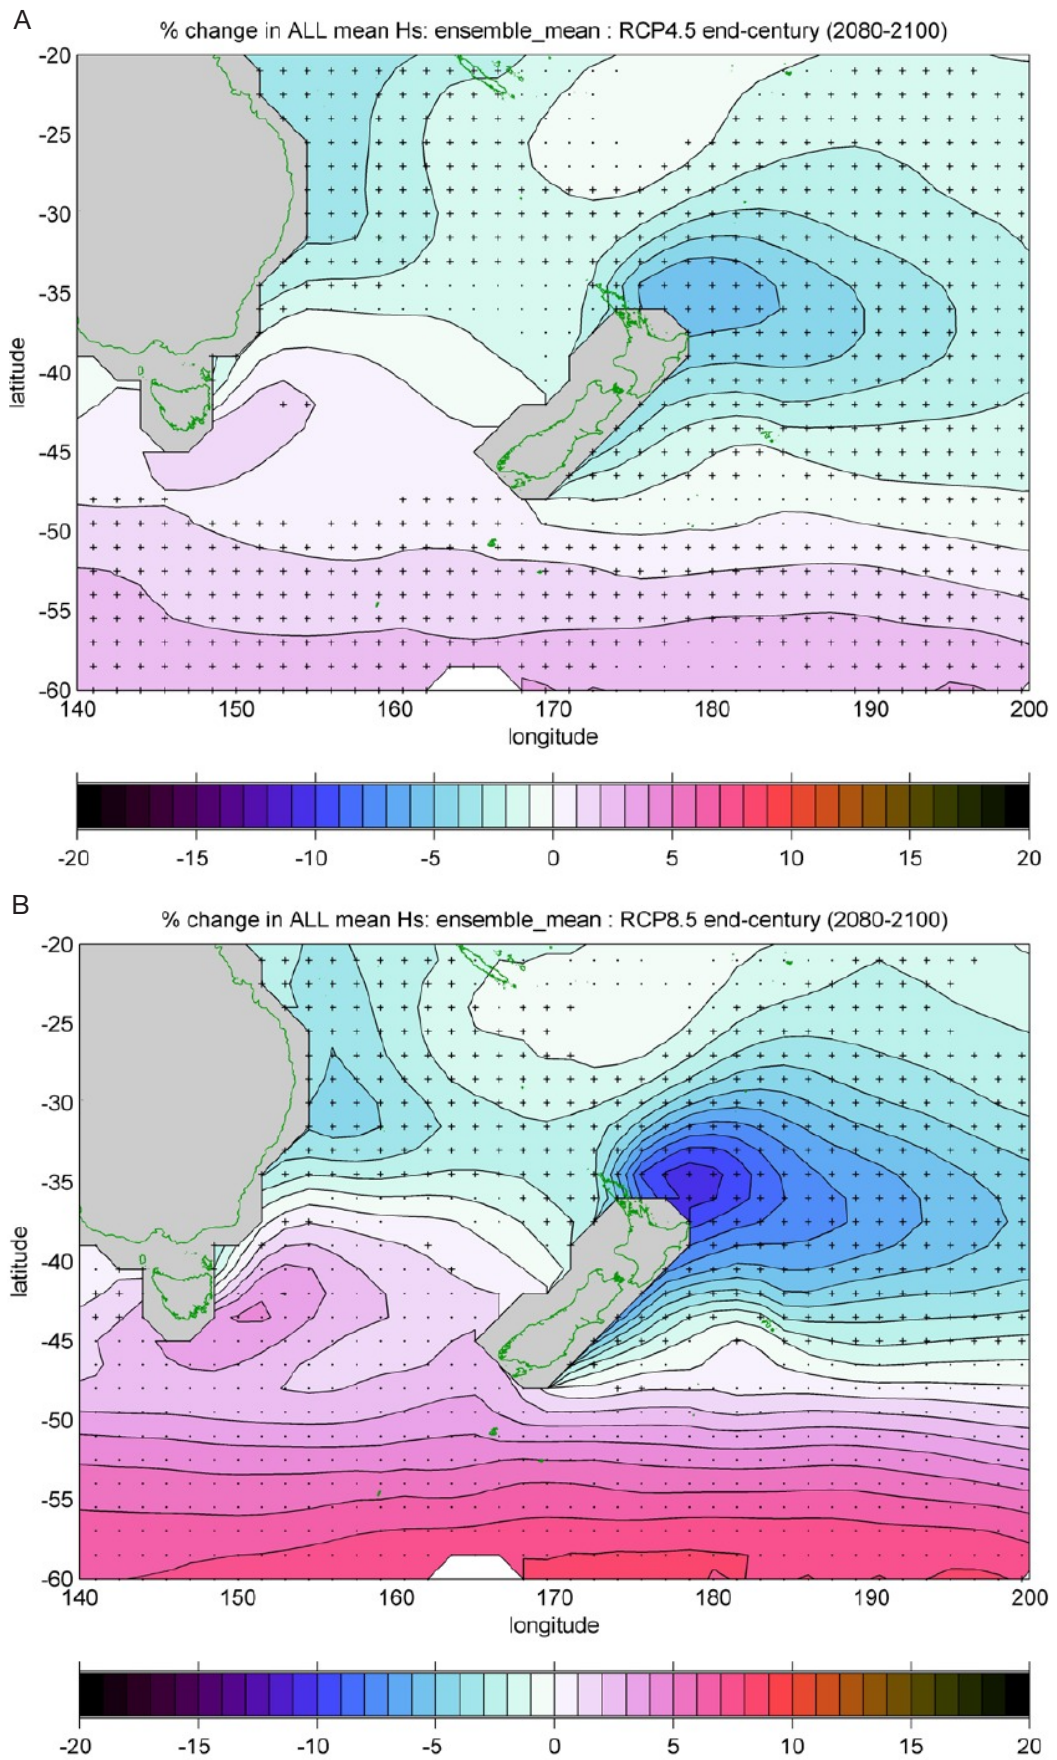 A
% change in ALL mean Hs: ensemble_mean : RCP4.5 end-century (2080-2100)
-20
-25
-30
-35
-40
-45
-50
-55
-60
latitude
140 150 160 170 180 190 200
longitude
-20 -15 -10 -5 0 5 10 15 20
B
% change in ALL mean Hs: ensemble_mean : RCP8.5 end-century (2080-2100)
-20
-25
-30
-35
-40
-45
-50
-55
-60
latitude
140 150 160 170 180 190 200
longitude
-20 -15 -10 -5 0 5 10 15 20